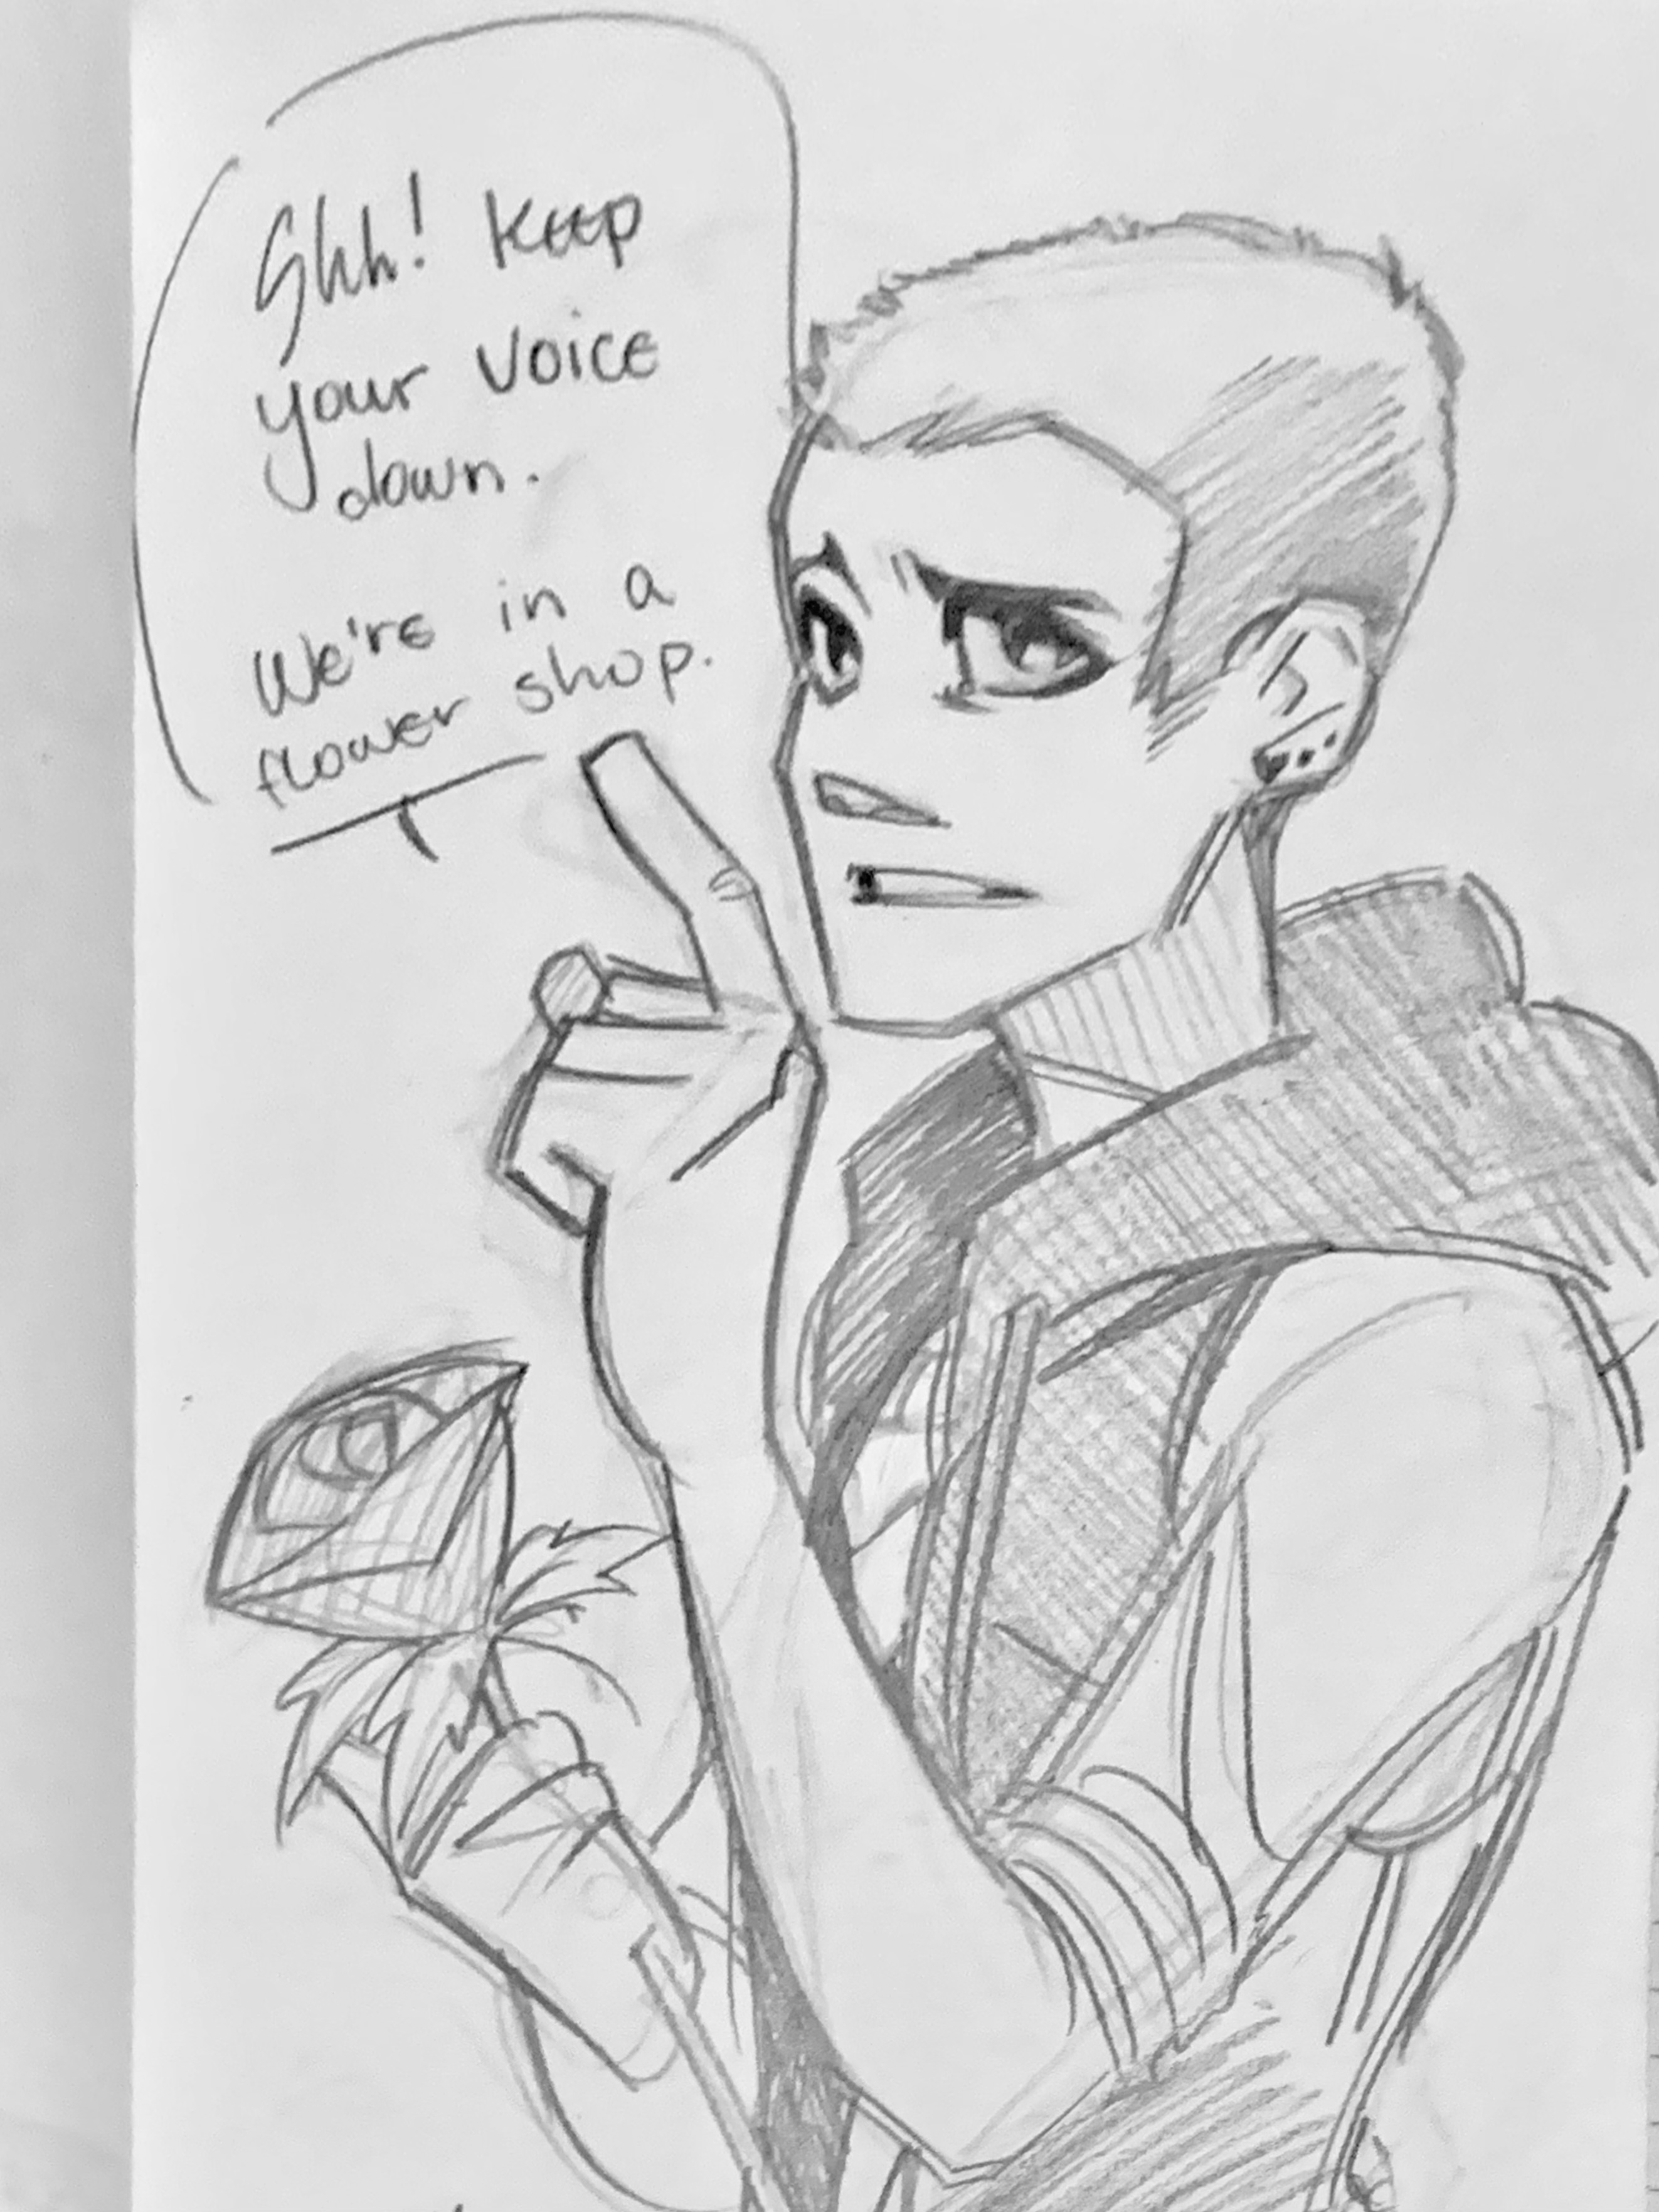 Shh! Keep
your voice
down.
We're in a
flower shop.